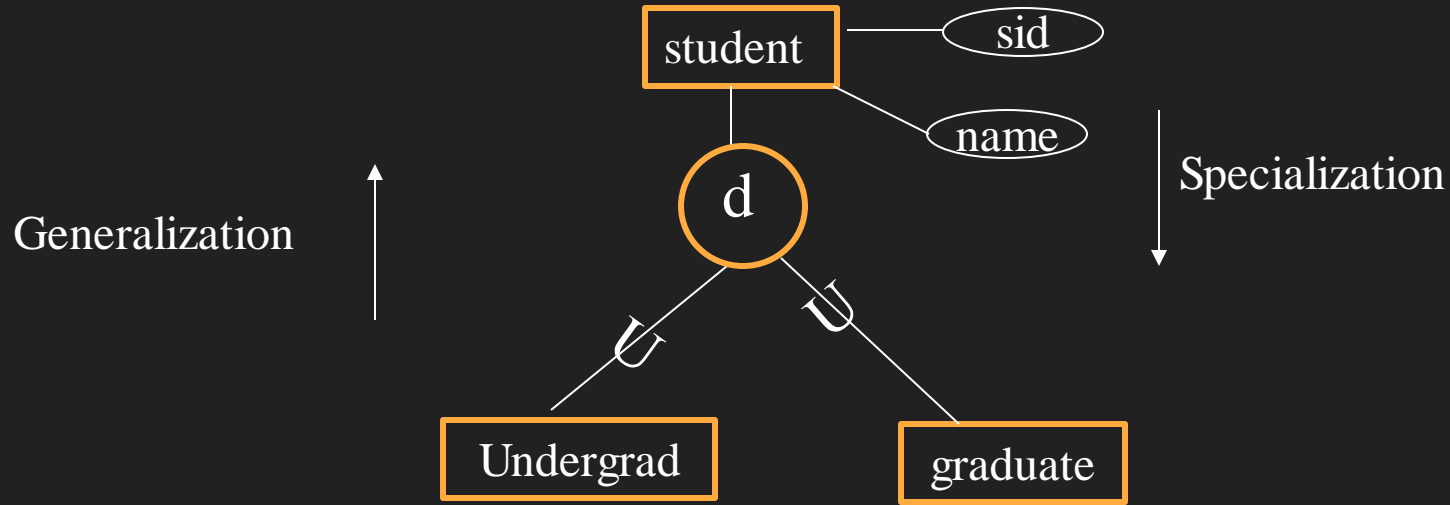 student
sid
name
Specialization
d
Generalization
U
U
Undergrad
graduate